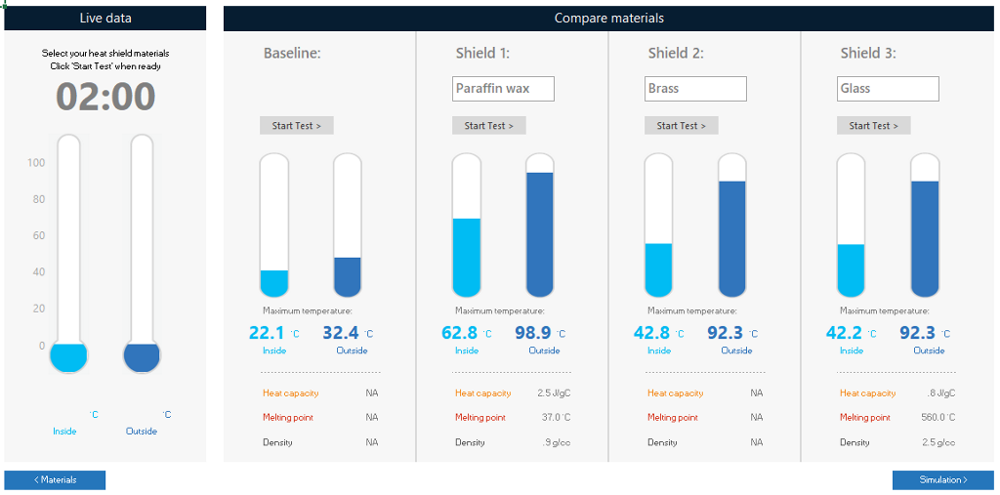 Live data
Select your heat shield materials
Click 'Start Test' when ready
02:00
100
80
60
40
20
0
°C °C
Inside Outside
< Materials
Compare materials
Baseline:
Start Test >
Maximum temperature:
22.1 °C 32.4 °C
Inside Outside
Heat capacity NA
Melting point NA
Density NA
Shield 1:
Paraffin wax
Start Test >
Maximum temperature:
62.8 °C 98.9 °C
Inside Outside
Heat capacity 2.5 J/gC
Melting point 37.0 °C
Density .9 g/cc
Shield 2:
Brass
Start Test >
Maximum temperature:
42.8 °C 92.3 °C
Inside Outside
Heat capacity NA
Melting point NA
Density NA
Shield 3:
Glass
Start Test >
Maximum temperature:
42.2 °C 92.3 °C
Inside Outside
Heat capacity .8 J/gC
Melting point 560.0 °C
Density 2.5 g/cc
Simulation >